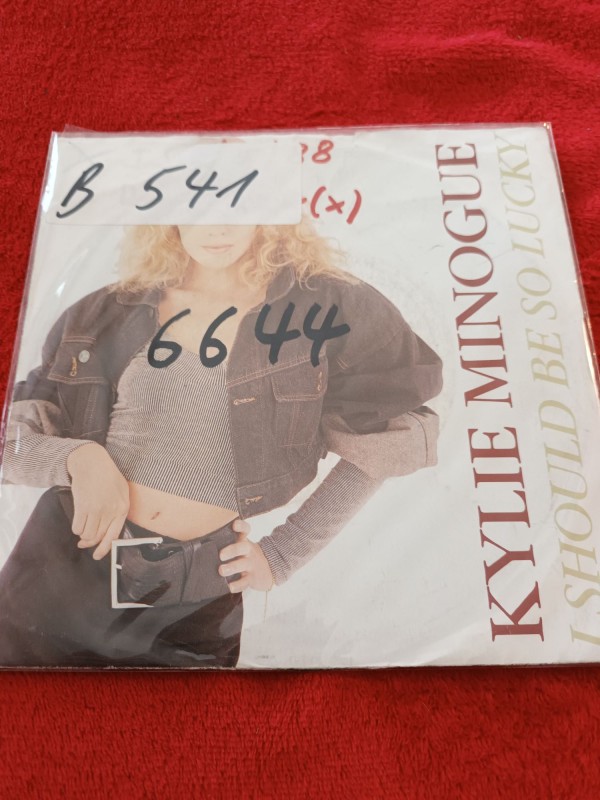 B 541
(x)
6644
KYLIE MINOGUE
I SHOULD BE SO LUCKY